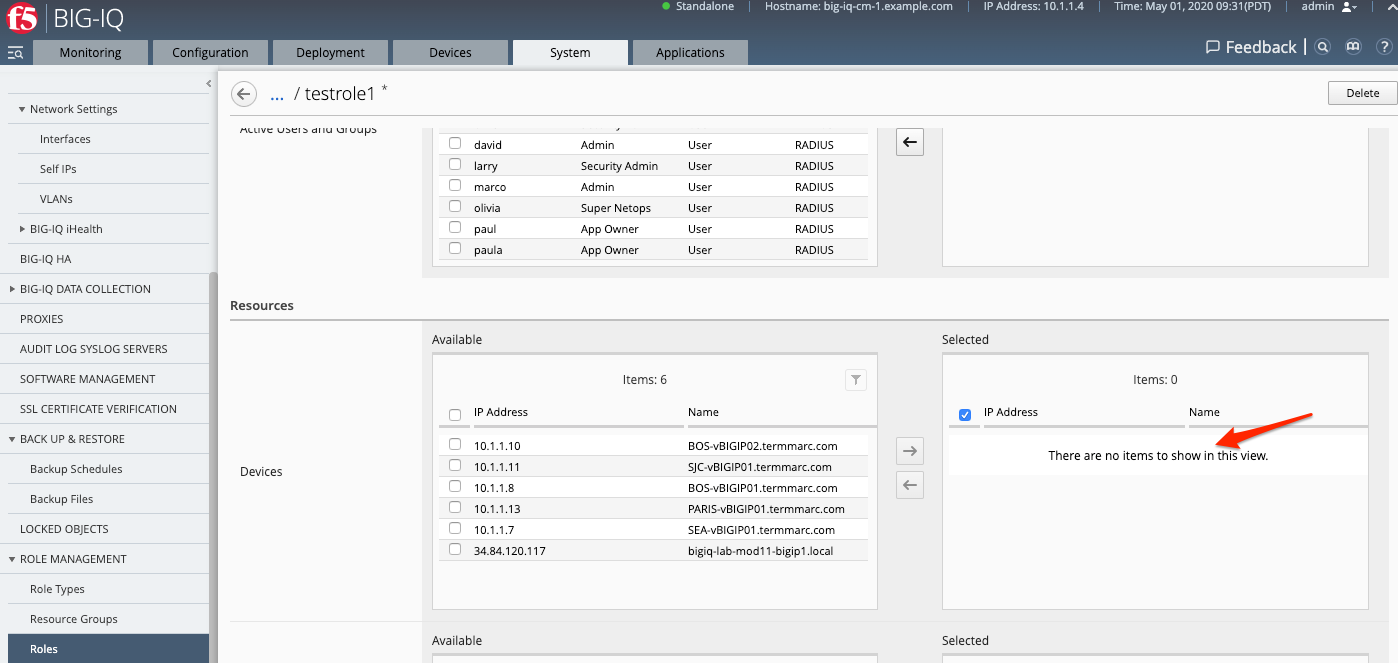 f5 BIG-IQ
Standalone Hostname: big-iq-cm-1.example.com IP Address: 10.1.1.4 Time: May 01, 2020 09:31(PDT) admin
Monitoring Configuration Deployment Devices System Applications
Feedback ?
Network Settings
Interfaces
Self IPs
VLANs
BIG-IQ iHealth
BIG-IQ HA
BIG-IQ DATA COLLECTION
PROXIES
AUDIT LOG SYSLOG SERVERS
SOFTWARE MANAGEMENT
SSL CERTIFICATE VERIFICATION
BACK UP & RESTORE
Backup Schedules
Backup Files
LOCKED OBJECTS
ROLE MANAGEMENT
Role Types
Resource Groups
Roles
... / testrole1 *
Delete
Active Users and Groups
david Admin User RADIUS
larry Security Admin User RADIUS
marco Admin User RADIUS
olivia Super Netops User RADIUS
paul App Owner User RADIUS
paula App Owner User RADIUS
Resources
Devices
Available
Items: 6
IP Address Name
10.1.1.10 BOS-vBIGIP02.termmarc.com
10.1.1.11 SJC-vBIGIP01.termmarc.com
10.1.1.8 BOS-vBIGIP01.termmarc.com
10.1.1.13 PARIS-vBIGIP01.termmarc.com
10.1.1.7 SEA-vBIGIP01.termmarc.com
34.84.120.117 bigiq-lab-mod11-bigip1.local
Selected
Items: 0
IP Address Name
There are no items to show in this view.
Available
Selected